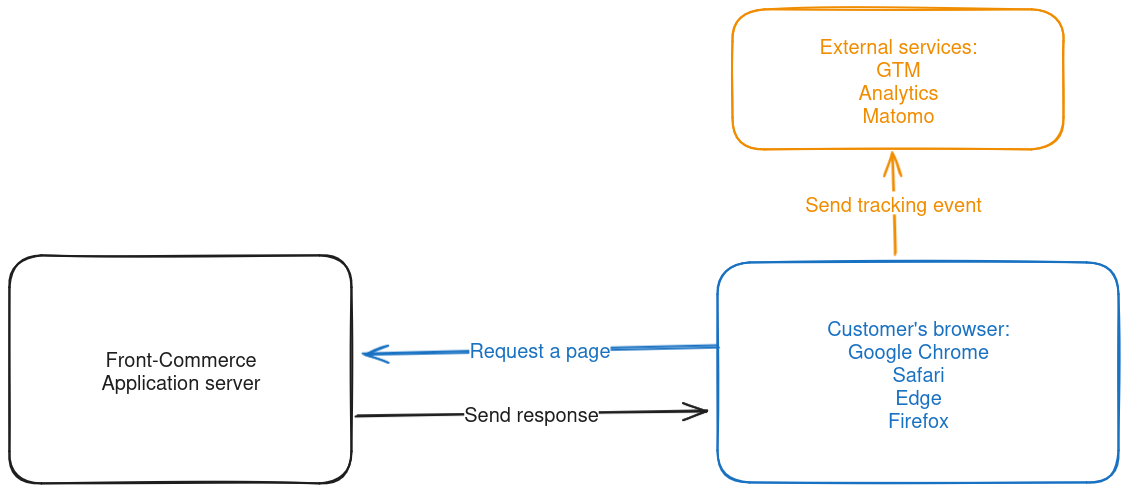 External services:
GTM
Analytics
Matomo
Send tracking event
Front-Commerce
Application server
Request a page
Send response
Customer's browser:
Google Chrome
Safari
Edge
Firefox